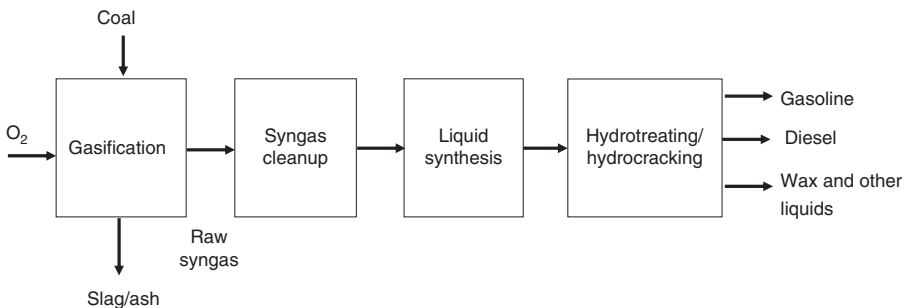 Coal
O2
Gasification
Syngas
cleanup
Liquid
synthesis
Hydrotreating/
hydrocracking
Gasoline
Diesel
Wax and other
liquids
Raw
syngas
Slag/ash